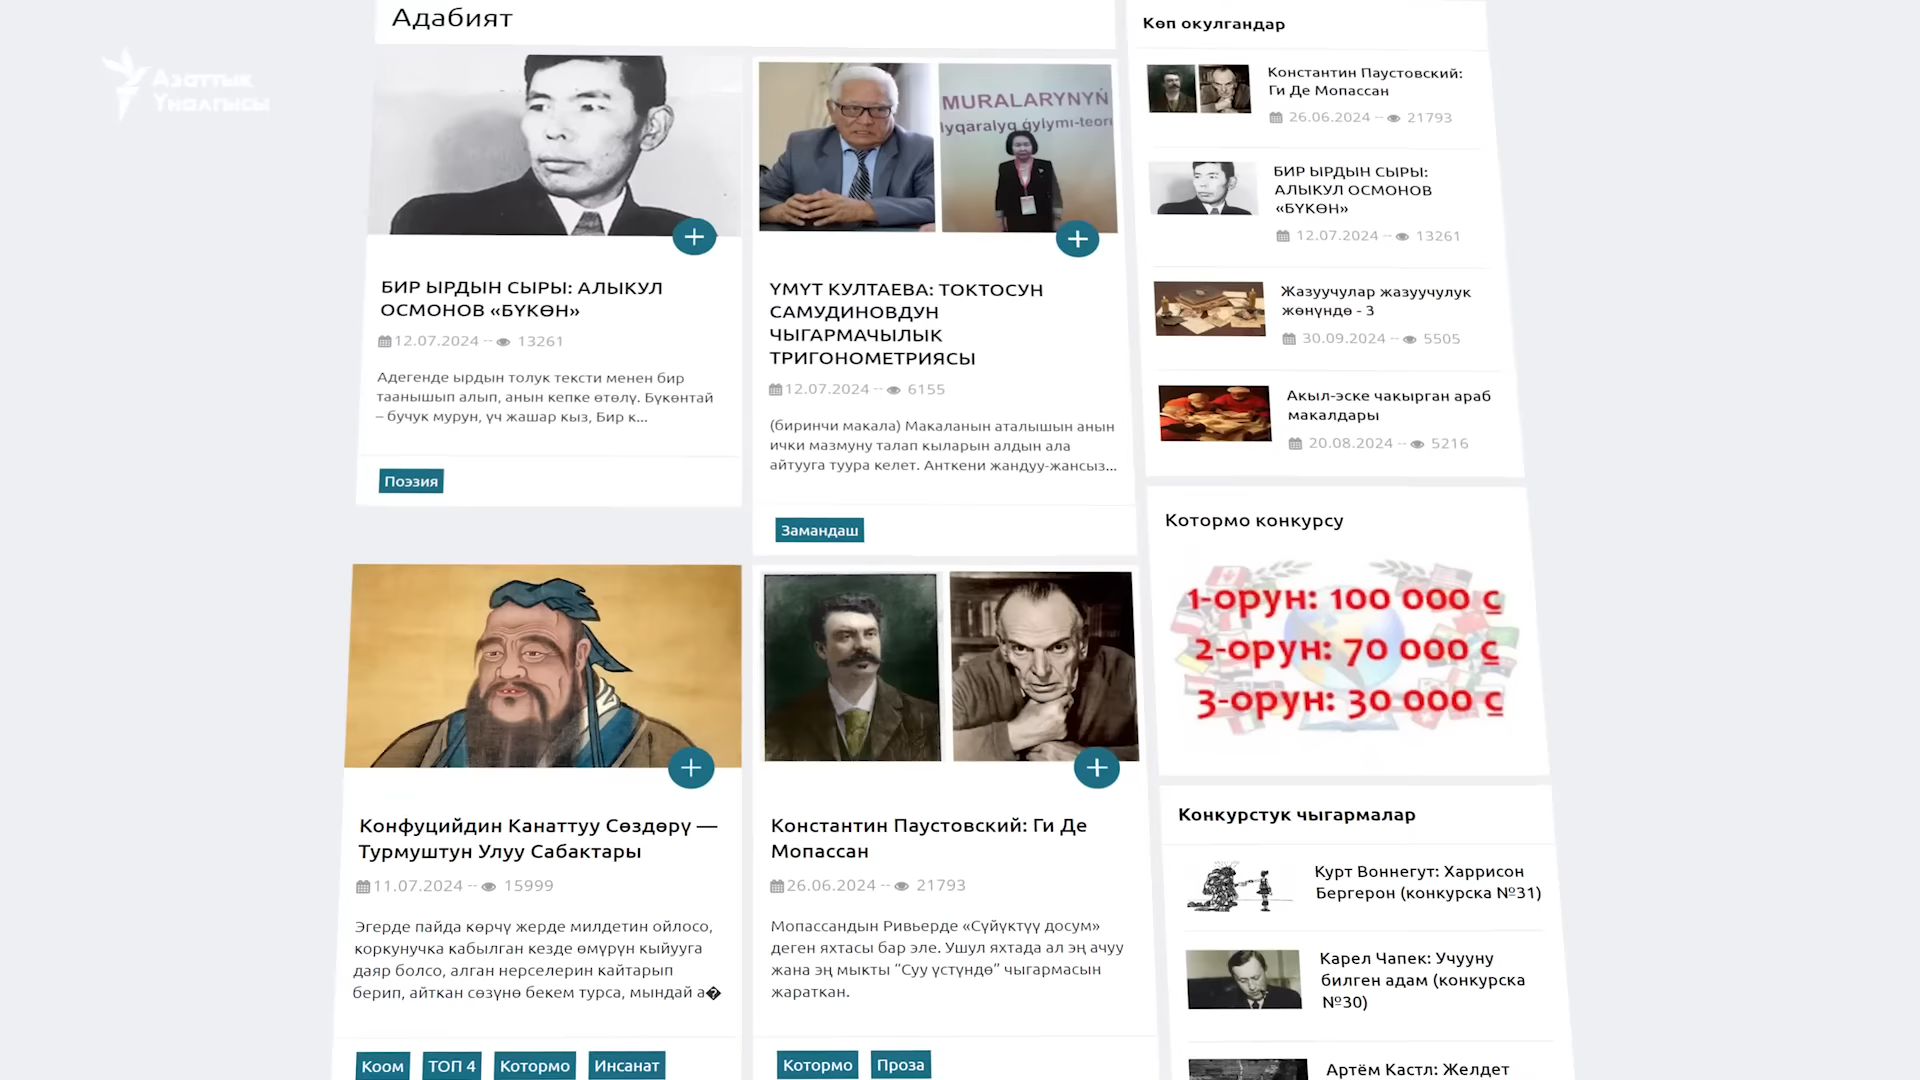 Адабият
Азаттык
Үналгысы
БИР ЫРДЫН СЫРЫ: АЛЫКУЛ
ОСМОНОВ «БҮКӨН»
12.07.2024 -- 13261
Адегенде ырдын толук тексти менен бир
таанышып алып, анын кепке өтөлү. Бүкөнтай
– бучук мурун, үч жашар кыз, Бир к...
Поэзия
MURALARYNYŃ
lyqaralyq ǵylymı-teorı
ҮМҮТ КУЛТАЕВА: ТОКТОСУН
САМУДИНОВДУН
ЧЫГАРМАЧЫЛЫК
ТРИГОНОМЕТРИЯСЫ
12.07.2024 -- 6155
(биринчи макала) Макаланын аталышын анын
ички мазмуну талап кыларын алдын ала
айтууга туура келет. Анткени жандуу-жансыз...
Замандаш
Конфуцийдин Канаттуу Сөздөрү —
Турмуштун Улуу Сабактары
11.07.2024 -- 15999
Эгерде пайда көрчү жерде милдетин ойлосо,
коркунучка кабылган кезде өмүрүн кыйууга
даяр болсо, алган нерселерин кайтарып
берип, айткан сөзүнө бекем турса, мындай а�
Коом ТОП 4 Котормо Инсанат
Константин Паустовский: Ги Де
Мопассан
26.06.2024 -- 21793
Мопассандын Ривьерде «Сүйүктүү досум»
деген яхтасы бар эле. Ушул яхтада ал эң ачуу
жана эң мыкты “Суу үстүндө” чыгармасын
жараткан.
Котормо Проза
Көп окулгандар
Константин Паустовский:
Ги Де Мопассан
26.06.2024 -- 21793
БИР ЫРДЫН СЫРЫ:
АЛЫКУЛ ОСМОНОВ
«БҮКӨН»
12.07.2024 -- 13261
Жазуучулар жазуучулук
жөнүндө - 3
30.09.2024 -- 5505
Акыл-эске чакырган араб
макалдары
20.08.2024 -- 5216
Котормо конкурсу
1-орун: 100 000 с
2-орун: 70 000 с
3-орун: 30 000 с
Конкурстук чыгармалар
Курт Воннегут: Харрисон
Бергерон (конкурска №31)
Карел Чапек: Учууну
билген адам (конкурска
№30)
Артём Кастл: Желдет